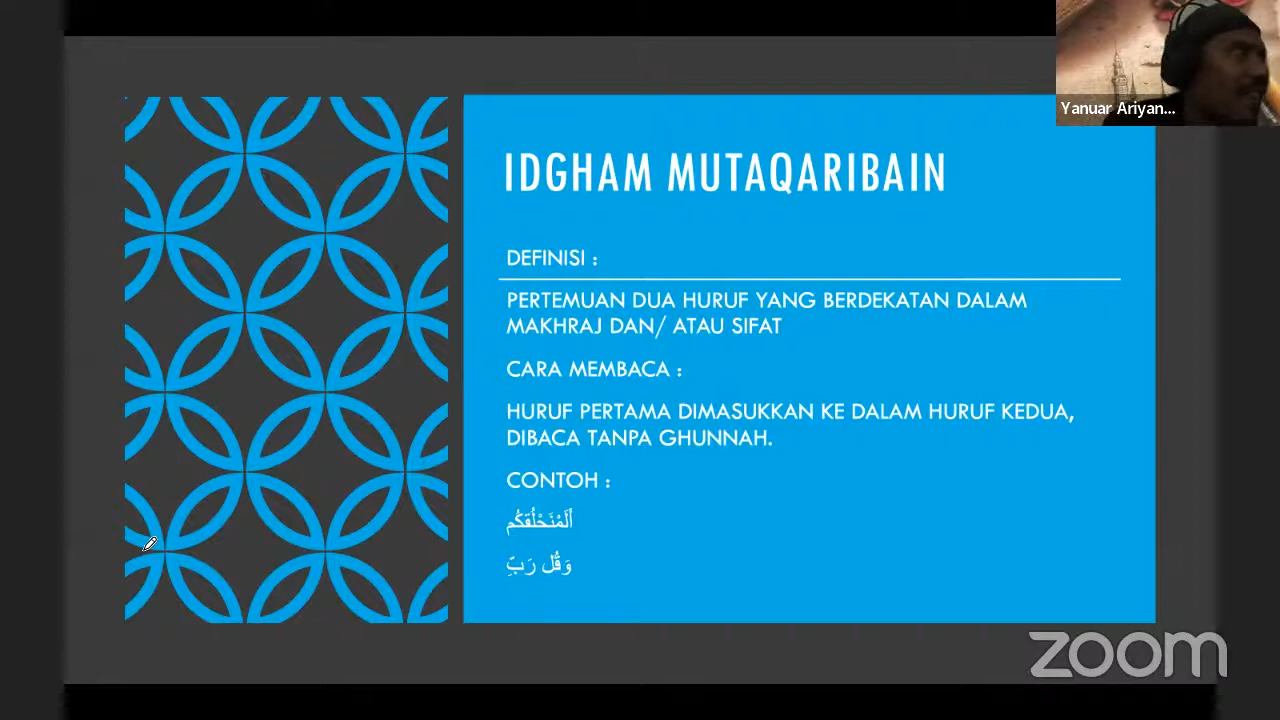 Yanuar Ariyan...
IDGHAM MUTAQARIBAIN
DEFINISI :
PERTEMUAN DUA HURUF YANG BERDEKATAN DALAM
MAKHRAJ DAN/ ATAU SIFAT
CARA MEMBACA :
HURUF PERTAMA DIMASUKKAN KE DALAM HURUF KEDUA,
DIBACA TANPA GHUNNAH.
CONTOH :
أَلَمْنَحْلُقكُم
وَقُل رَبِّ
zoom